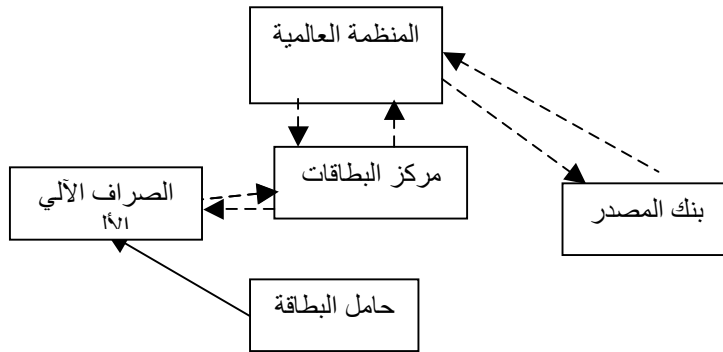 المنظمة العالمية
مركز البطاقات
الصراف الآلي
بنك المصدر
حامل البطاقة